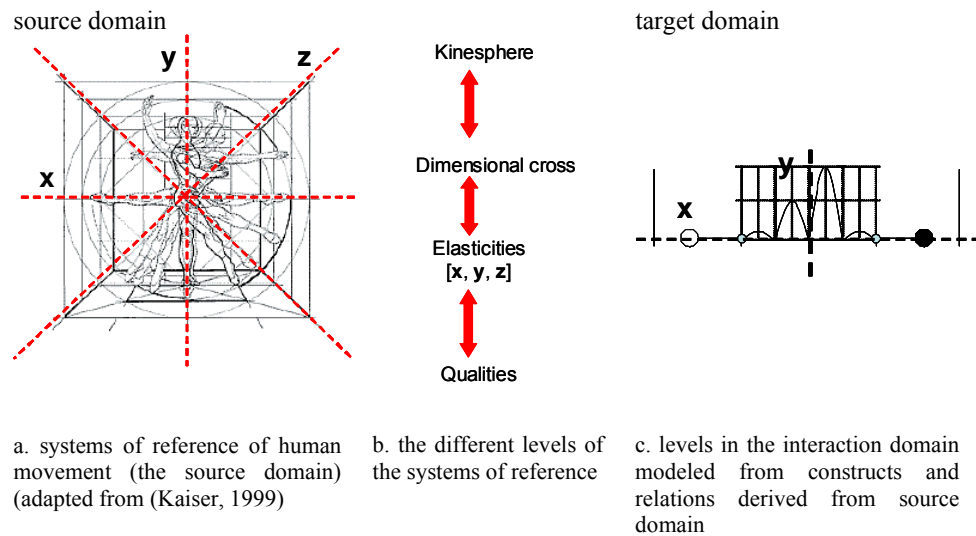 source domain
target domain
y
z
x
Kinesphere
Dimensional cross
Elasticities
[x, y, z]
Qualities
y
x
a. systems of reference of human
movement (the source domain)
(adapted from (Kaiser, 1999)
b. the different levels of
the systems of reference
c. levels in the interaction domain
modeled from constructs and
relations derived from source
domain